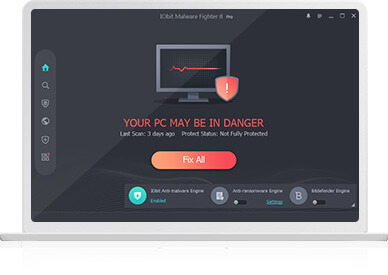 IObit Malware Fighter 8 Pro
YOUR PC MAY BE IN DANGER
Last Scan: 3 days ago Protect Status: Not Fully Protected
Fix All
IObit Anti-malware Engine
Enabled
Anti-ransomware Engine
Settings
Bitdefender Engine